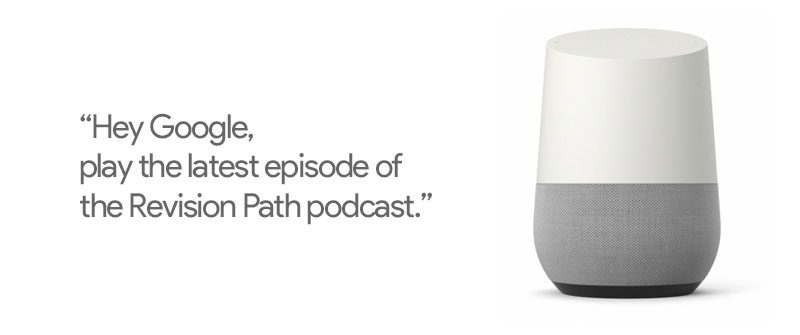 “Hey Google,
play the latest episode of
the Revision Path podcast.”